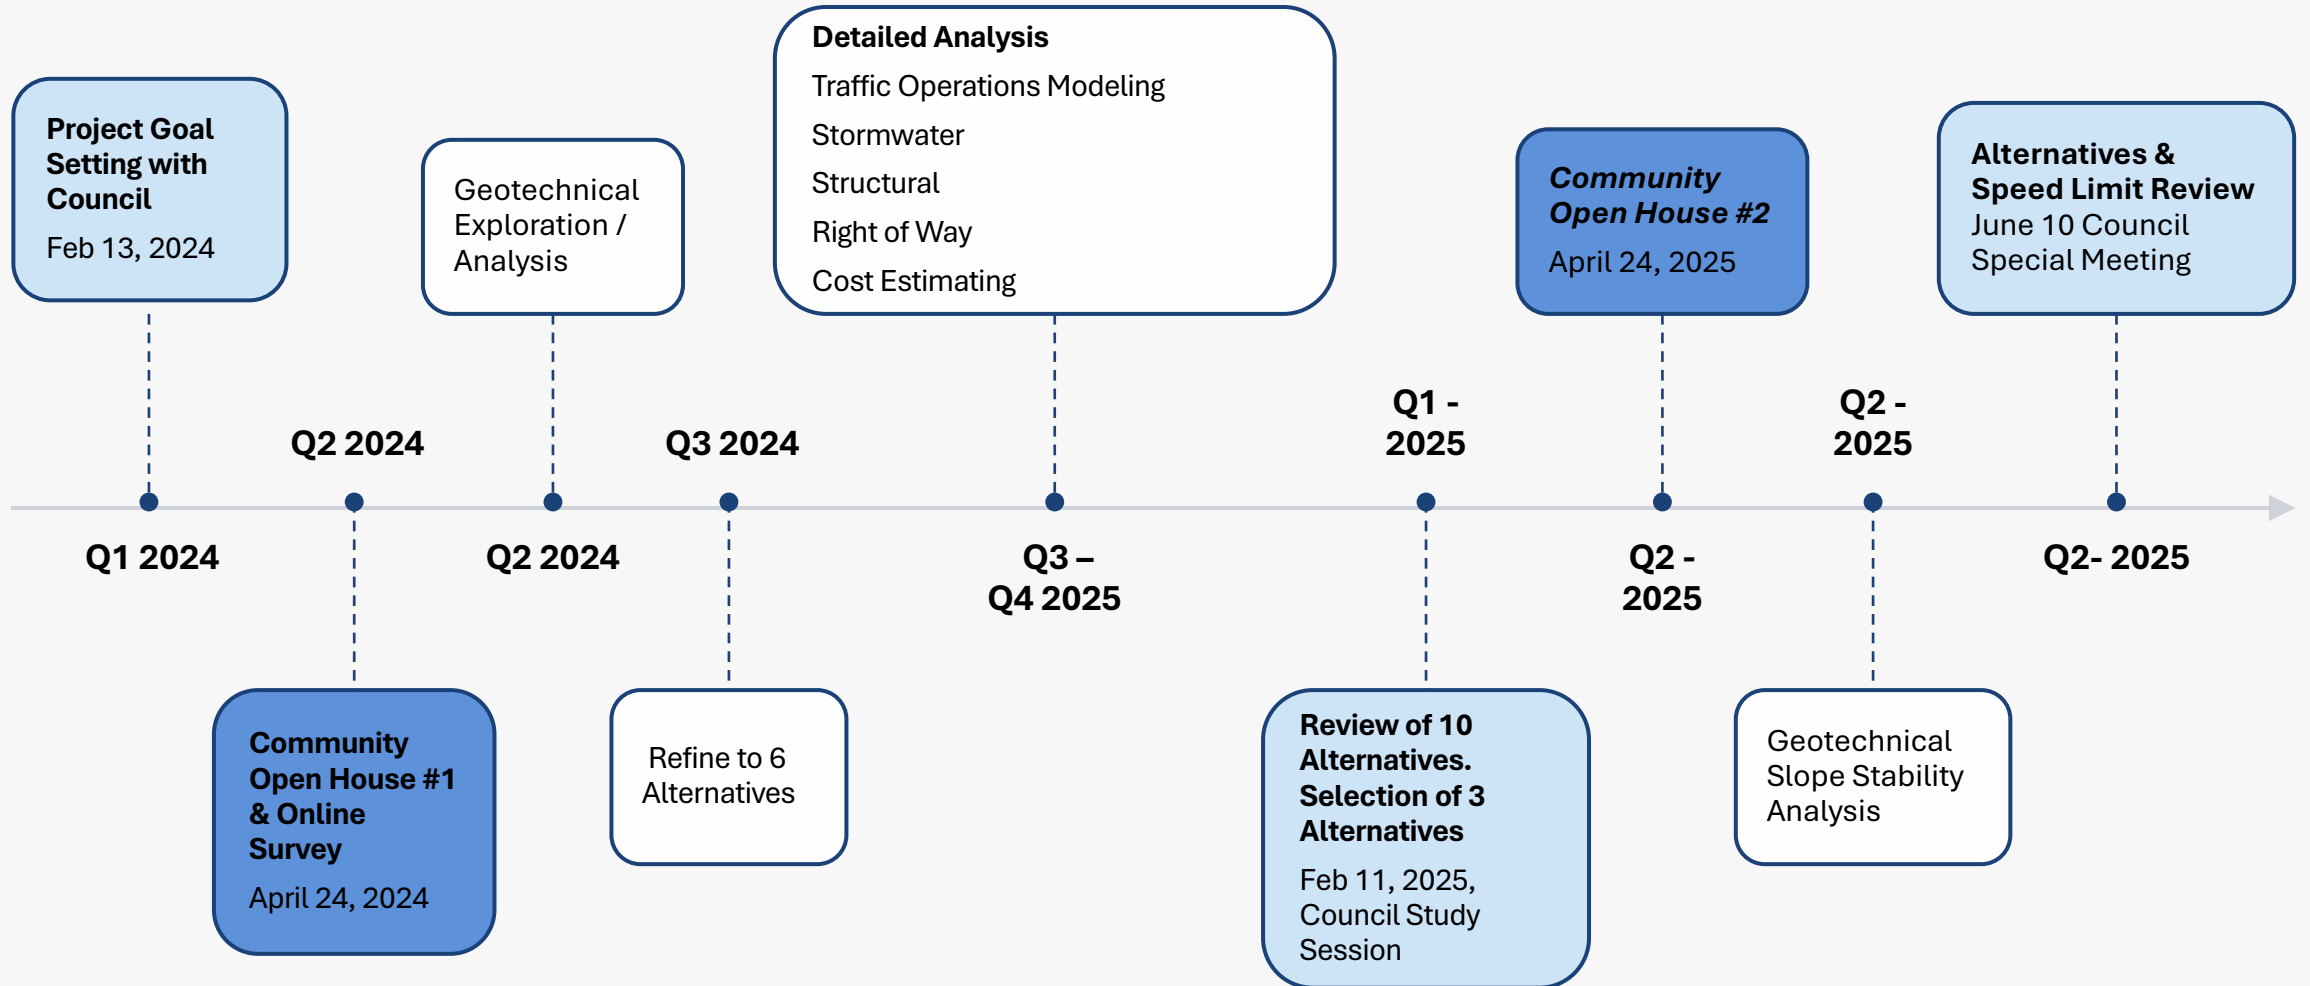 Project Goal
Setting with
Council
Feb 13, 2024
Q1 2024
Q2 2024
Community
Open House #1
& Online
Survey
April 24, 2024
Geotechnical
Exploration /
Analysis
Q2 2024
Q3 2024
Refine to 6
Alternatives
Detailed Analysis
Traffic Operations Modeling
Stormwater
Structural
Right of Way
Cost Estimating
Q3 –
Q4 2025
Q1 -
2025
Review of 10
Alternatives.
Selection of 3
Alternatives
Feb 11, 2025,
Council Study
Session
Community
Open House #2
April 24, 2025
Q2 -
2025
Q2 -
2025
Geotechnical
Slope Stability
Analysis
Alternatives &
Speed Limit Review
June 10 Council
Special Meeting
Q2- 2025